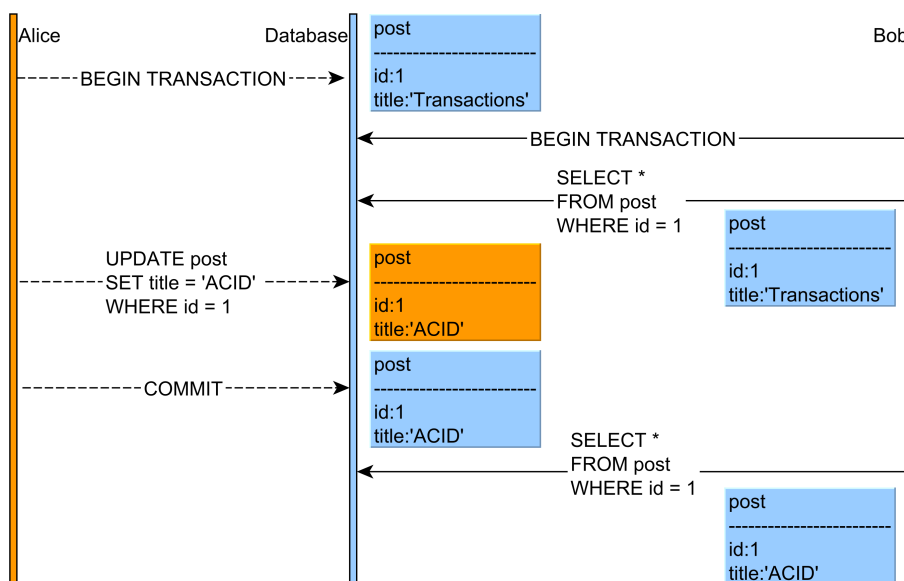 Alice
Database
Bob
post
--------------------------
id:1
title:'Transactions'
BEGIN TRANSACTION
BEGIN TRANSACTION
SELECT *
FROM post
WHERE id = 1
post
--------------------------
id:1
title:'Transactions'
UPDATE post
SET title = 'ACID'
WHERE id = 1
post
--------------------------
id:1
title:'ACID'
COMMIT
post
--------------------------
id:1
title:'ACID'
SELECT *
FROM post
WHERE id = 1
post
--------------------------
id:1
title:'ACID'